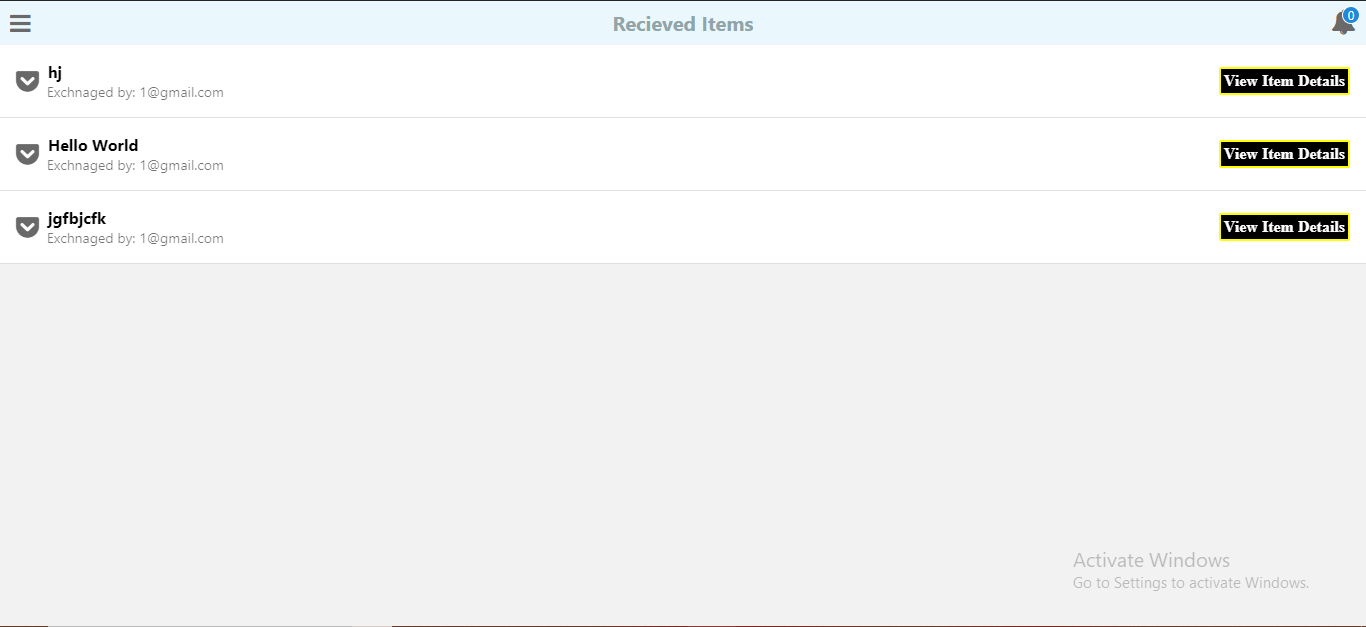 Recieved Items
0
hj
Exchnaged by: 1@gmail.com
View Item Details
Hello World
Exchnaged by: 1@gmail.com
View Item Details
jgfbjcfk
Exchnaged by: 1@gmail.com
View Item Details
Activate Windows
Go to Settings to activate Windows.